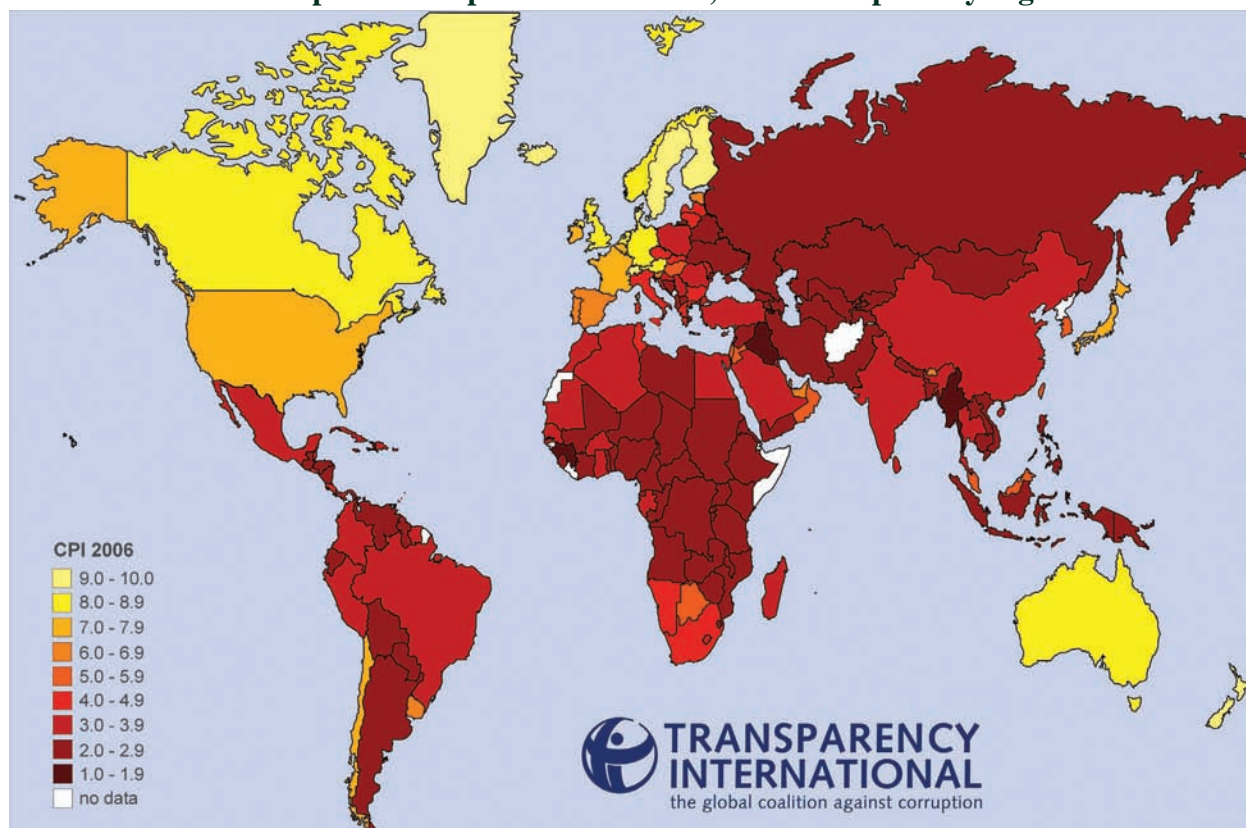 CPI 2006
9.0 - 10.0
8.0 - 8.9
7.0 - 7.9
6.0 - 6.9
5.0 - 5.9
4.0 - 4.9
3.0 - 3.9
2.0 - 2.9
1.0 - 1.9
no data
TRANSPARENCY
INTERNATIONAL
the global coalition against corruption